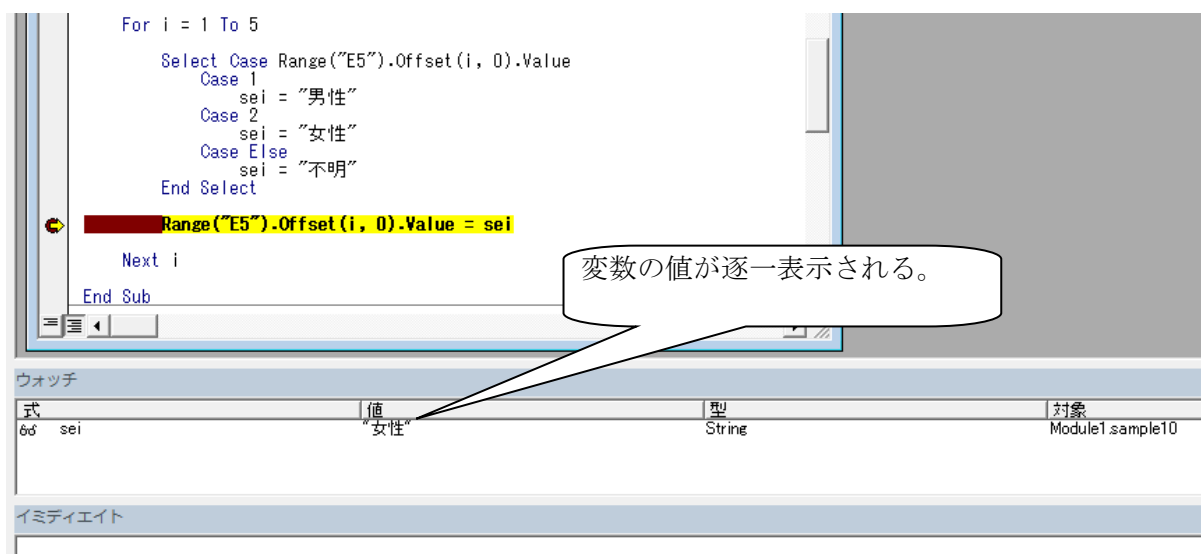 For i = 1 To 5
Select Case Range("E5").Offset(i, 0).Value
Case 1
sei = "男性"
Case 2
sei = "女性"
Case Else
sei = "不明"
End Select
Range("E5").Offset(i, 0).Value = sei
Next i
End Sub
変数の値が逐一表示される。
ウォッチ
式 値 型 対象
sei "女性" String Module1.sample10
イミディエイト